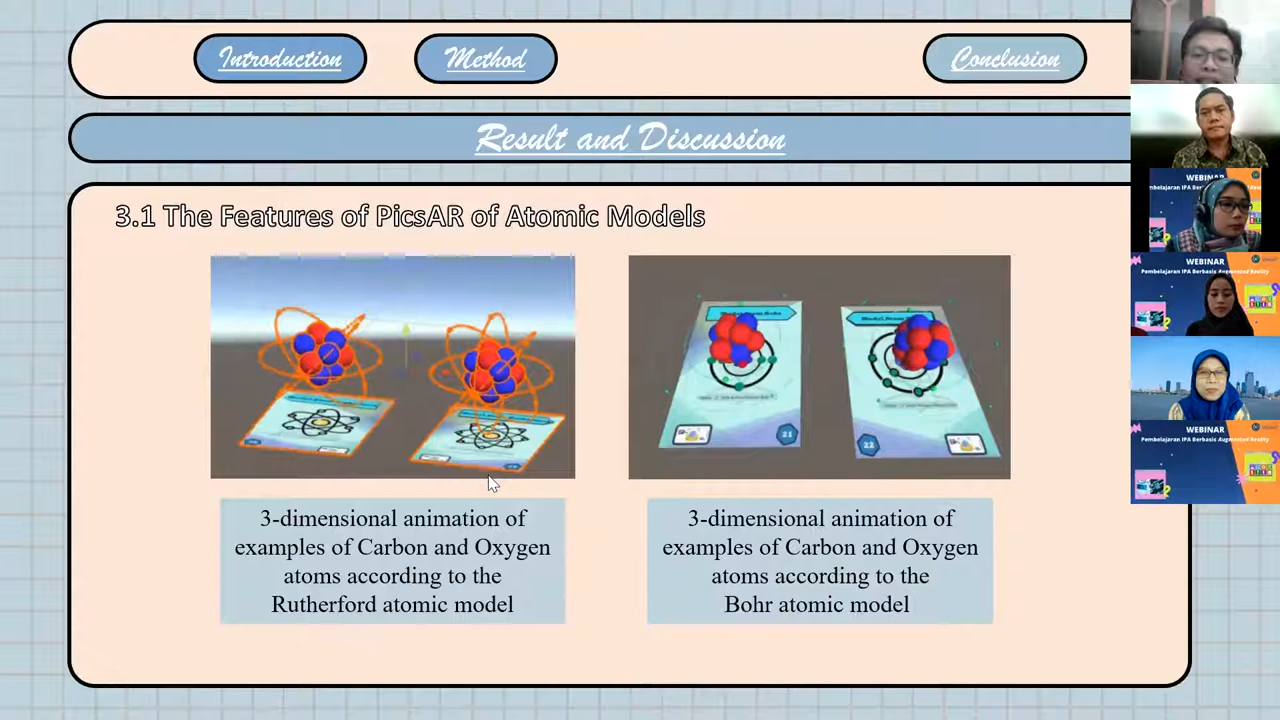 Introduction
Method
Conclusion
Result and Discussion
3.1 The Features of PicsAR of Atomic Models
21
22
3-dimensional animation of
examples of Carbon and Oxygen
atoms according to the
Rutherford atomic model
3-dimensional animation of
examples of Carbon and Oxygen
atoms according to the
Bohr atomic model
WEBINAR
WEBINAR
Pembelajaran IPA Berbasis Augmented Reality
WEBINAR
Pembelajaran IPA Berbasis Augmented Reality